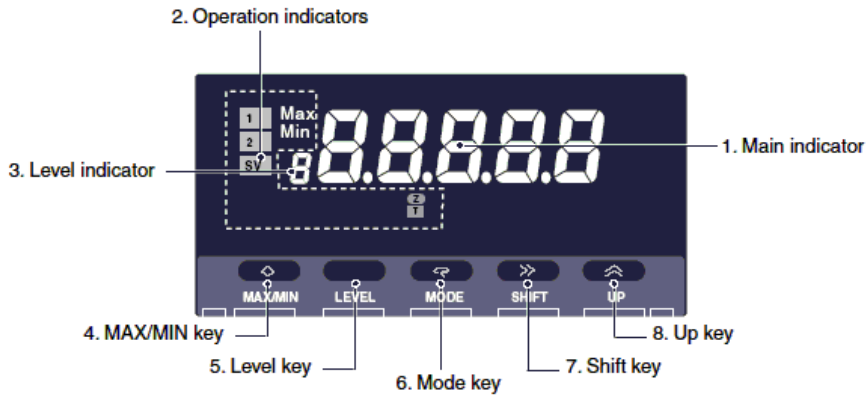 2. Operation indicators
1
Max
Min
2
SV
8
8.8.8.8.8
1. Main indicator
3. Level indicator
Z
T
MAX/MIN
LEVEL
MODE
SHIFT
UP
4. MAX/MIN key
5. Level key
6. Mode key
7. Shift key
8. Up key